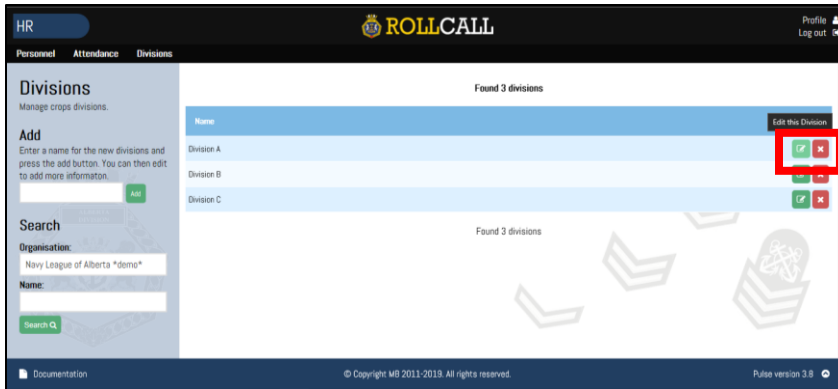 HR
ROLLCALL
Profile
Log out
Personnel Attendance Divisions
Divisions
Manage crops divisions.
Add
Enter a name for the new divisions and
press the add button. You can then edit
to add more informaton.
Add
Search
Organisation:
Navy League of Alberta *demo*
Name:
Search
Found 3 divisions
Name
Edit this Division
Division A
Division B
Division C
Found 3 divisions
Documentation
© Copyright MB 2011-2019. All rights reserved.
Pulse version 3.8